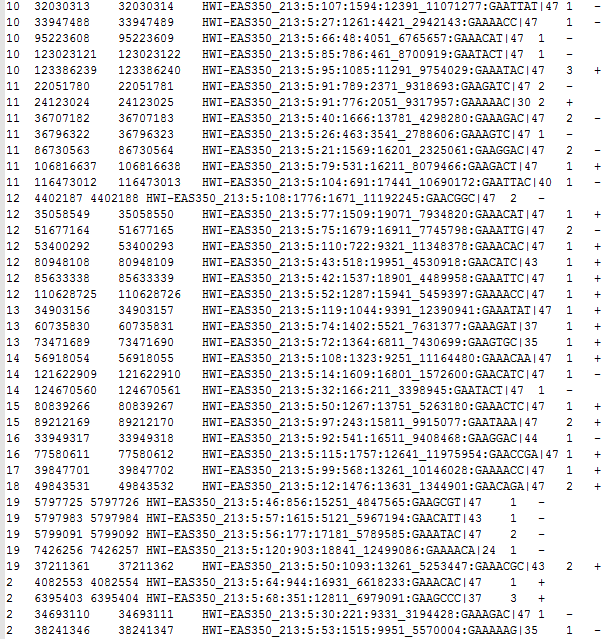 10 32030313 32030314 HWI-EAS350_213:5:107:1594:12391_11071277:GAATTAT|47 1 -
10 33947488 33947489 HWI-EAS350_213:5:27:1261:4421_2942143:GAAAACC|47 1 -
10 95223608 95223609 HWI-EAS350_213:5:66:48:4051_6765657:GAACAT|47 1 -
10 123023121 123023122 HWI-EAS350_213:5:85:786:461_8700919:GAATACT|47 1 -
10 123386239 123386240 HWI-EAS350_213:5:95:1085:11291_9754029:GAAATAC|47 3 +
11 22051780 22051781 HWI-EAS350_213:5:91:789:2371_9318693:GAAGATC|47 2 -
11 24123024 24123025 HWI-EAS350_213:5:91:776:2051_9317957:GAAAAAC|30 2 +
11 36707182 36707183 HWI-EAS350_213:5:40:1666:13781_4298280:GAAAGAC|47 2 -
11 36796322 36796323 HWI-EAS350_213:5:26:463:3541_2788606:GAAAGTC|47 1 -
11 86730563 86730564 HWI-EAS350_213:5:21:1569:16201_2325061:GAAGGAC|47 2 -
11 106816637 106816638 HWI-EAS350_213:5:79:531:16211_8079466:GAAGACT|47 1 +
11 116473012 116473013 HWI-EAS350_213:5:104:691:17441_10690172:GAATTAC|40 1 -
12 4402187 4402188 HWI-EAS350_213:5:108:1776:1671_11192245:GAACGGC|47 2 -
12 35058549 35058550 HWI-EAS350_213:5:77:1509:19071_7934820:GAAACAT|47 1 +
12 51677164 51677165 HWI-EAS350_213:5:75:1679:16911_7745798:GAAATTG|47 2 -
12 53400292 53400293 HWI-EAS350_213:5:110:722:9321_11348378:GAAACAC|47 1 +
12 80948108 80948109 HWI-EAS350_213:5:43:518:19951_4530918:GAACATC|43 1 +
12 85633338 85633339 HWI-EAS350_213:5:42:1537:18901_4489958:GAAATTC|47 1 +
12 110628725 110628726 HWI-EAS350_213:5:52:1287:15941_5459397:GAAAACC|47 1 +
13 34903156 34903157 HWI-EAS350_213:5:119:1044:9391_12390941:GAAATAT|47 1 +
13 60735830 60735831 HWI-EAS350_213:5:74:1402:5521_7631377:GAAAGAT|37 1 +
13 73471689 73471690 HWI-EAS350_213:5:72:1364:6811_7430699:GAAGTGC|35 1 +
14 56918054 56918055 HWI-EAS350_213:5:108:1323:9251_11164480:GAAACAA|47 1 +
14 121622909 121622910 HWI-EAS350_213:5:14:1609:16801_1572600:GAACATC|47 1 -
14 124670560 124670561 HWI-EAS350_213:5:32:166:211_3398945:GAATACT|47 1 -
15 80839266 80839267 HWI-EAS350_213:5:50:1267:13751_5263180:GAAACTC|47 1 +
15 89212169 89212170 HWI-EAS350_213:5:97:243:15811_9915077:GAATAAA|47 2 +
16 33949317 33949318 HWI-EAS350_213:5:92:541:16511_9408468:GAAGGAC|44 1 -
16 77580611 77580612 HWI-EAS350_213:5:115:1757:12641_11975954:GAACCGA|47 1 +
17 39847701 39847702 HWI-EAS350_213:5:99:568:13261_10146028:GAAAACC|47 1 +
18 49843531 49843532 HWI-EAS350_213:5:12:1476:13631_1344901:GAACAGA|47 2 +
19 5797725 5797726 HWI-EAS350_213:5:46:856:15251_4847565:GAAGCGT|47 1 -
19 5797983 5797984 HWI-EAS350_213:5:57:1615:5121_5967194:GAACATT|43 1 -
19 5799091 5799092 HWI-EAS350_213:5:56:177:17181_5789585:GAAATAC|47 2 -
19 7426256 7426257 HWI-EAS350_213:5:120:903:18841_12499086:GAAAACA|24 1 -
19 37211361 37211362 HWI-EAS350_213:5:50:1093:13261_5253447:GAAACGC|43 2 +
2 4082553 4082554 HWI-EAS350_213:5:64:944:16931_6618233:GAAACAC|47 1 +
2 6395403 6395404 HWI-EAS350_213:5:68:351:12811_6979091:GAAGCCC|37 3 +
2 34693110 34693111 HWI-EAS350_213:5:30:221:9331_3194428:GAAAGAC|47 1 -
2 38241346 38241347 HWI-EAS350_213:5:53:1515:9951_5570004:GAAAAAG|35 1 -